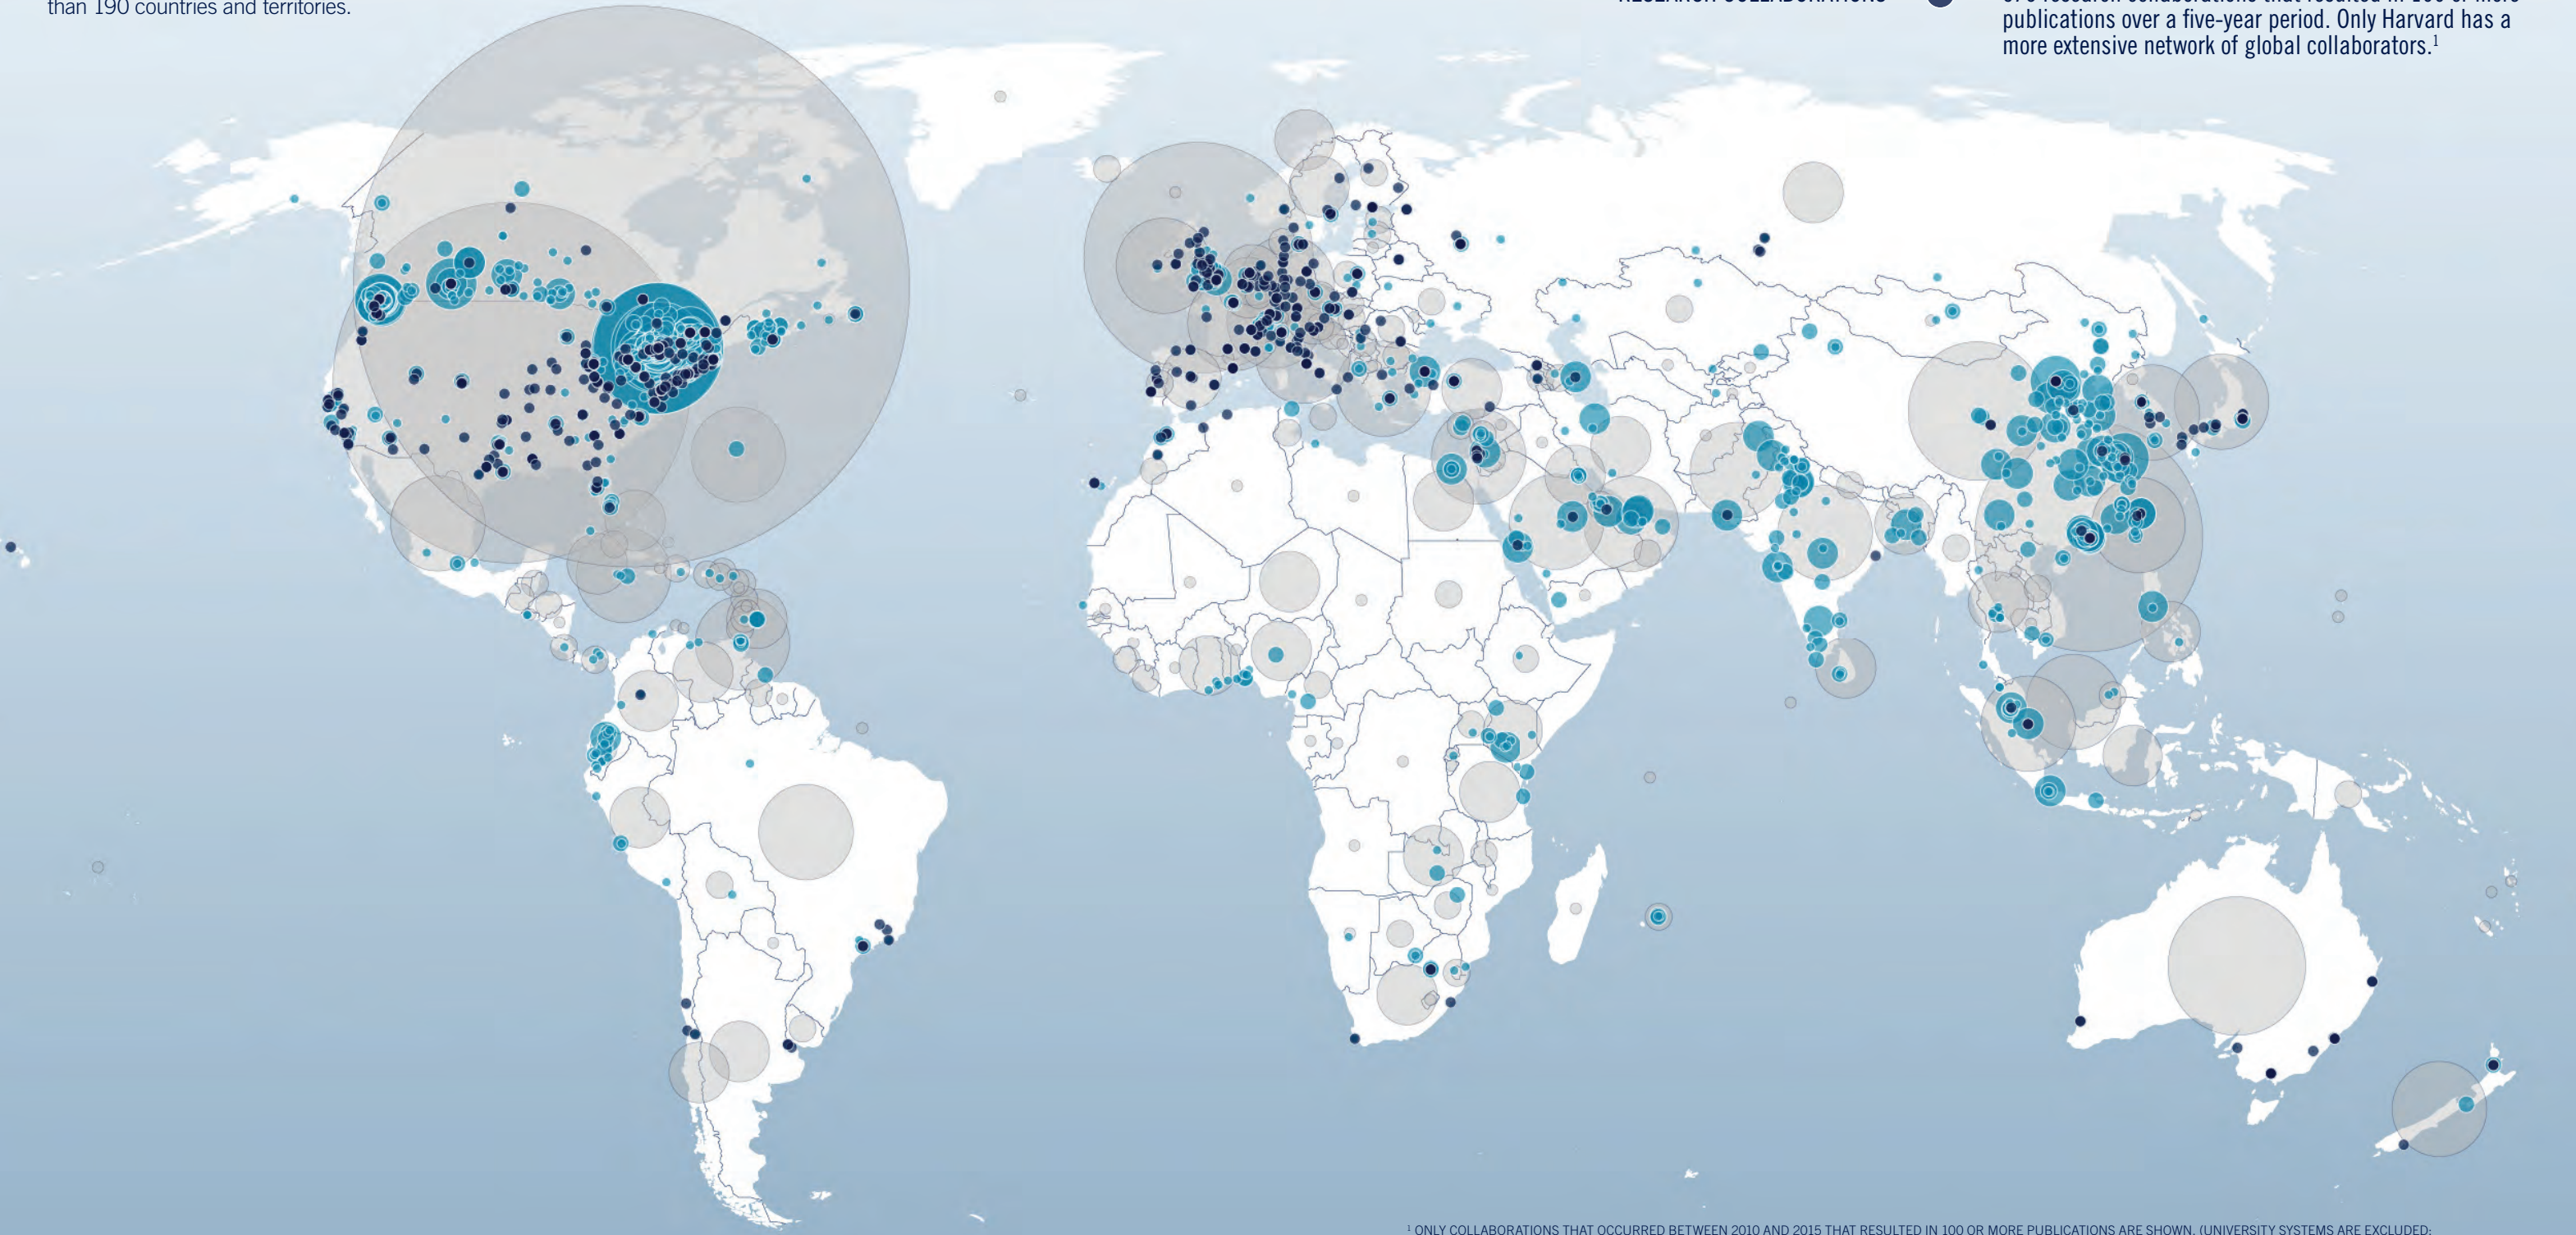 than 190 countries and territories.
RESEARCH COLLABORATIONS
publications over a five-year period. Only Harvard has a
more extensive network of global collaborators.¹
¹ ONLY COLLABORATIONS THAT OCCURRED BETWEEN 2010 AND 2015 THAT RESULTED IN 100 OR MORE PUBLICATIONS ARE SHOWN. (UNIVERSITY SYSTEMS ARE EXCLUDED;